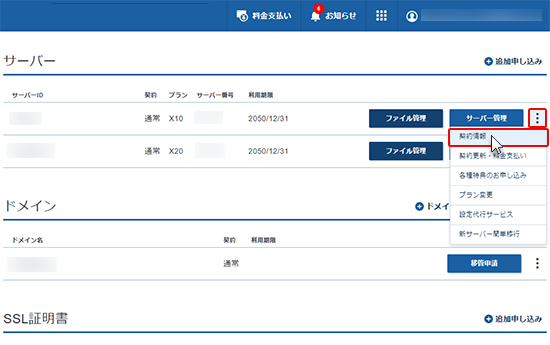 料金支払い 4 お知らせ
サーバー 追加申し込み
サーバーID 契約 プラン サーバー番号 利用期限
通常 X10 2050/12/31 ファイル管理 サーバー管理
契約情報
通常 X20 2050/12/31 ファイル管理
契約更新・料金支払い
各種特典のお申し込み
プラン変更
ドメイン ドメ
設定代行サービス
新サーバー簡単移行
ドメイン名 契約 利用期限
通常 移管申請
SSL証明書 追加申し込み